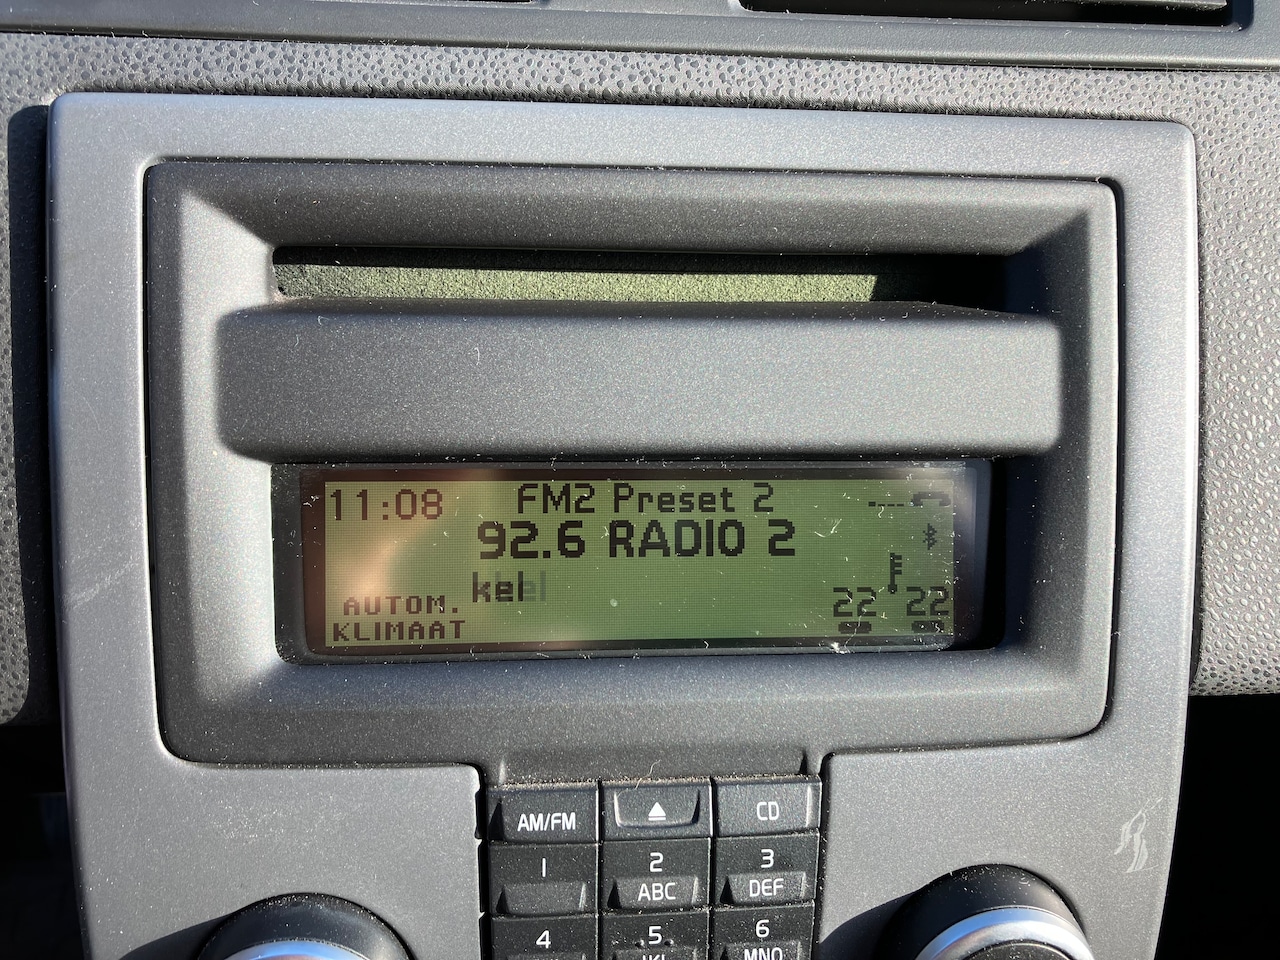 11:08 FM2 Preset 2
92.6 RADIO 2
AUTOM. 22 22
KLIMAAT
AM/FM CD
1 2 3
ABC DEF
4 5 6
MNO